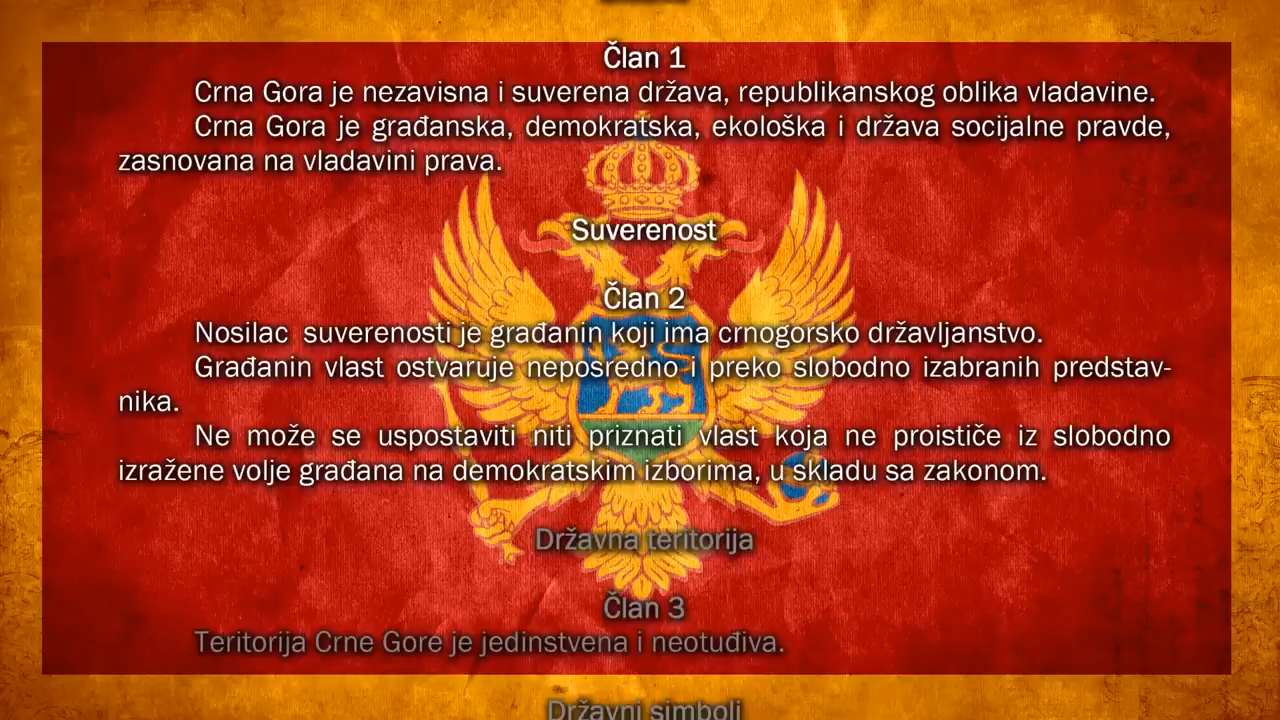 Član 1
Crna Gora je nezavisna i suverena država, republikanskog oblika vladavine.
Crna Gora je građanska, demokratska, ekološka i država socijalne pravde,
zasnovana na vladavini prava.
Suverenost
Član 2
Nosilac suverenosti je građanin koji ima crnogorsko državljanstvo.
Građanin vlast ostvaruje neposredno i preko slobodno izabranih predstav-
nika.
Ne može se uspostaviti niti priznati vlast koja ne proističe iz slobodno
izražene volje građana na demokratskim izborima, u skladu sa zakonom.
Državna teritorija
Član 3
Teritorija Crne Gore je jedinstvena i neotuđiva.
Državni simboli